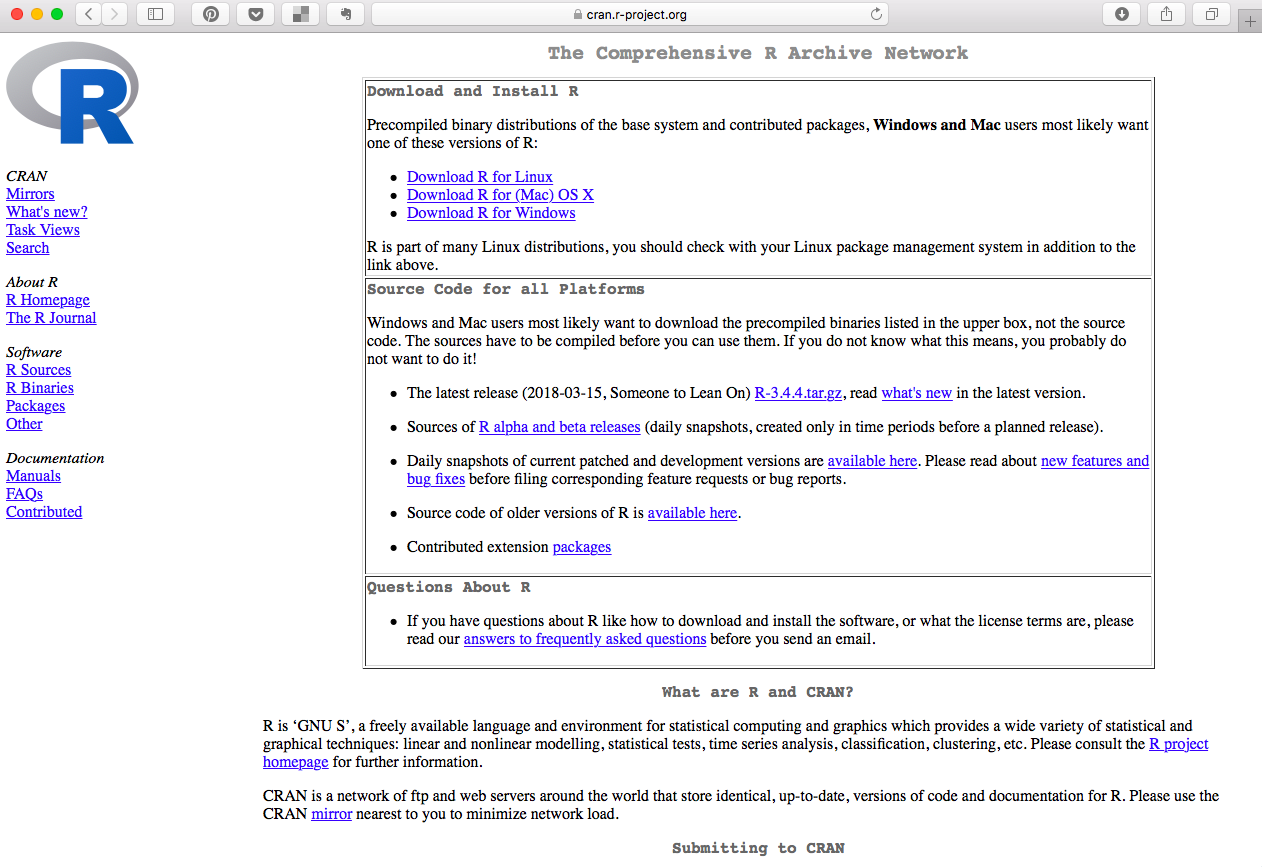 cran.r-project.org
The Comprehensive R Archive Network
R
CRAN
Mirrors
What's new?
Task Views
Search
About R
R Homepage
The R Journal
Software
R Sources
R Binaries
Packages
Other
Documentation
Manuals
FAQs
Contributed
Download and Install R
Precompiled binary distributions of the base system and contributed packages, Windows and Mac users most likely want
one of these versions of R:
• Download R for Linux
• Download R for (Mac) OS X
• Download R for Windows
R is part of many Linux distributions, you should check with your Linux package management system in addition to the
link above.
Source Code for all Platforms
Windows and Mac users most likely want to download the precompiled binaries listed in the upper box, not the source
code. The sources have to be compiled before you can use them. If you do not know what this means, you probably do
not want to do it!
• The latest release (2018-03-15, Someone to Lean On) R-3.4.4.tar.gz, read what's new in the latest version.
• Sources of R alpha and beta releases (daily snapshots, created only in time periods before a planned release).
• Daily snapshots of current patched and development versions are available here. Please read about new features and
bug fixes before filing corresponding feature requests or bug reports.
• Source code of older versions of R is available here.
• Contributed extension packages
Questions About R
• If you have questions about R like how to download and install the software, or what the license terms are, please
read our answers to frequently asked questions before you send an email.
What are R and CRAN?
R is ‘GNU S’, a freely available language and environment for statistical computing and graphics which provides a wide variety of statistical and
graphical techniques: linear and nonlinear modelling, statistical tests, time series analysis, classification, clustering, etc. Please consult the R project
homepage for further information.
CRAN is a network of ftp and web servers around the world that store identical, up-to-date, versions of code and documentation for R. Please use the
CRAN mirror nearest to you to minimize network load.
Submitting to CRAN